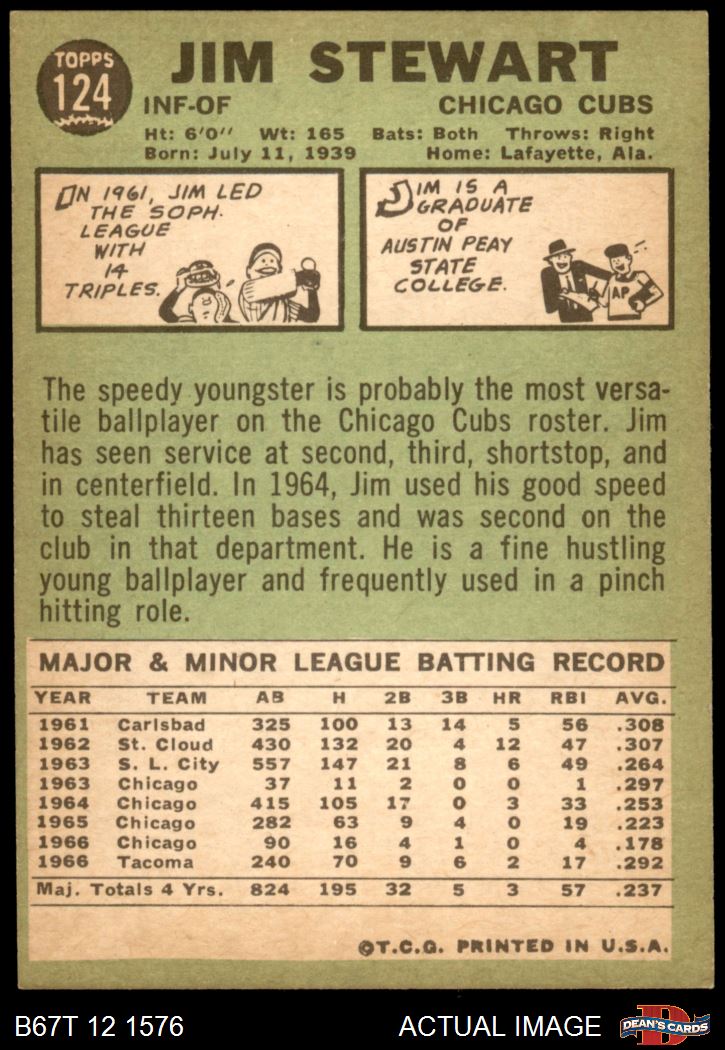 TOPPS
124
JIM STEWART
INF-OF CHICAGO CUBS
Ht: 6'0'' Wt: 165 Bats: Both Throws: Right
Born: July 11, 1939 Home: Lafayette, Ala.
IN 1961, JIM LED
THE SOPH.
LEAGUE
WITH
14
TRIPLES.
JIM IS A
GRADUATE
OF
AUSTIN PEAY
STATE
COLLEGE.
AP
The speedy youngster is probably the most versa-
tile ballplayer on the Chicago Cubs roster. Jim
has seen service at second, third, shortstop, and
in centerfield. In 1964, Jim used his good speed
to steal thirteen bases and was second on the
club in that department. He is a fine hustling
young ballplayer and frequently used in a pinch
hitting role.
MAJOR & MINOR LEAGUE BATTING RECORD
YEAR TEAM AB H 2B 3B HR RBI AVG.
1961 Carlsbad 325 100 13 14 5 56 .308
1962 St. Cloud 430 132 20 4 12 47 .307
1963 S. L. City 557 147 21 8 6 49 .264
1963 Chicago 37 11 2 0 0 1 .297
1964 Chicago 415 105 17 0 3 33 .253
1965 Chicago 282 63 9 4 0 19 .223
1966 Chicago 90 16 4 1 0 4 .178
1966 Tacoma 240 70 9 6 2 17 .292
Maj. Totals 4 Yrs. 824 195 32 5 3 57 .237
©T.C.G. PRINTED IN U.S.A.
B67T 12 1576 ACTUAL IMAGE D DEAN'S CARDS